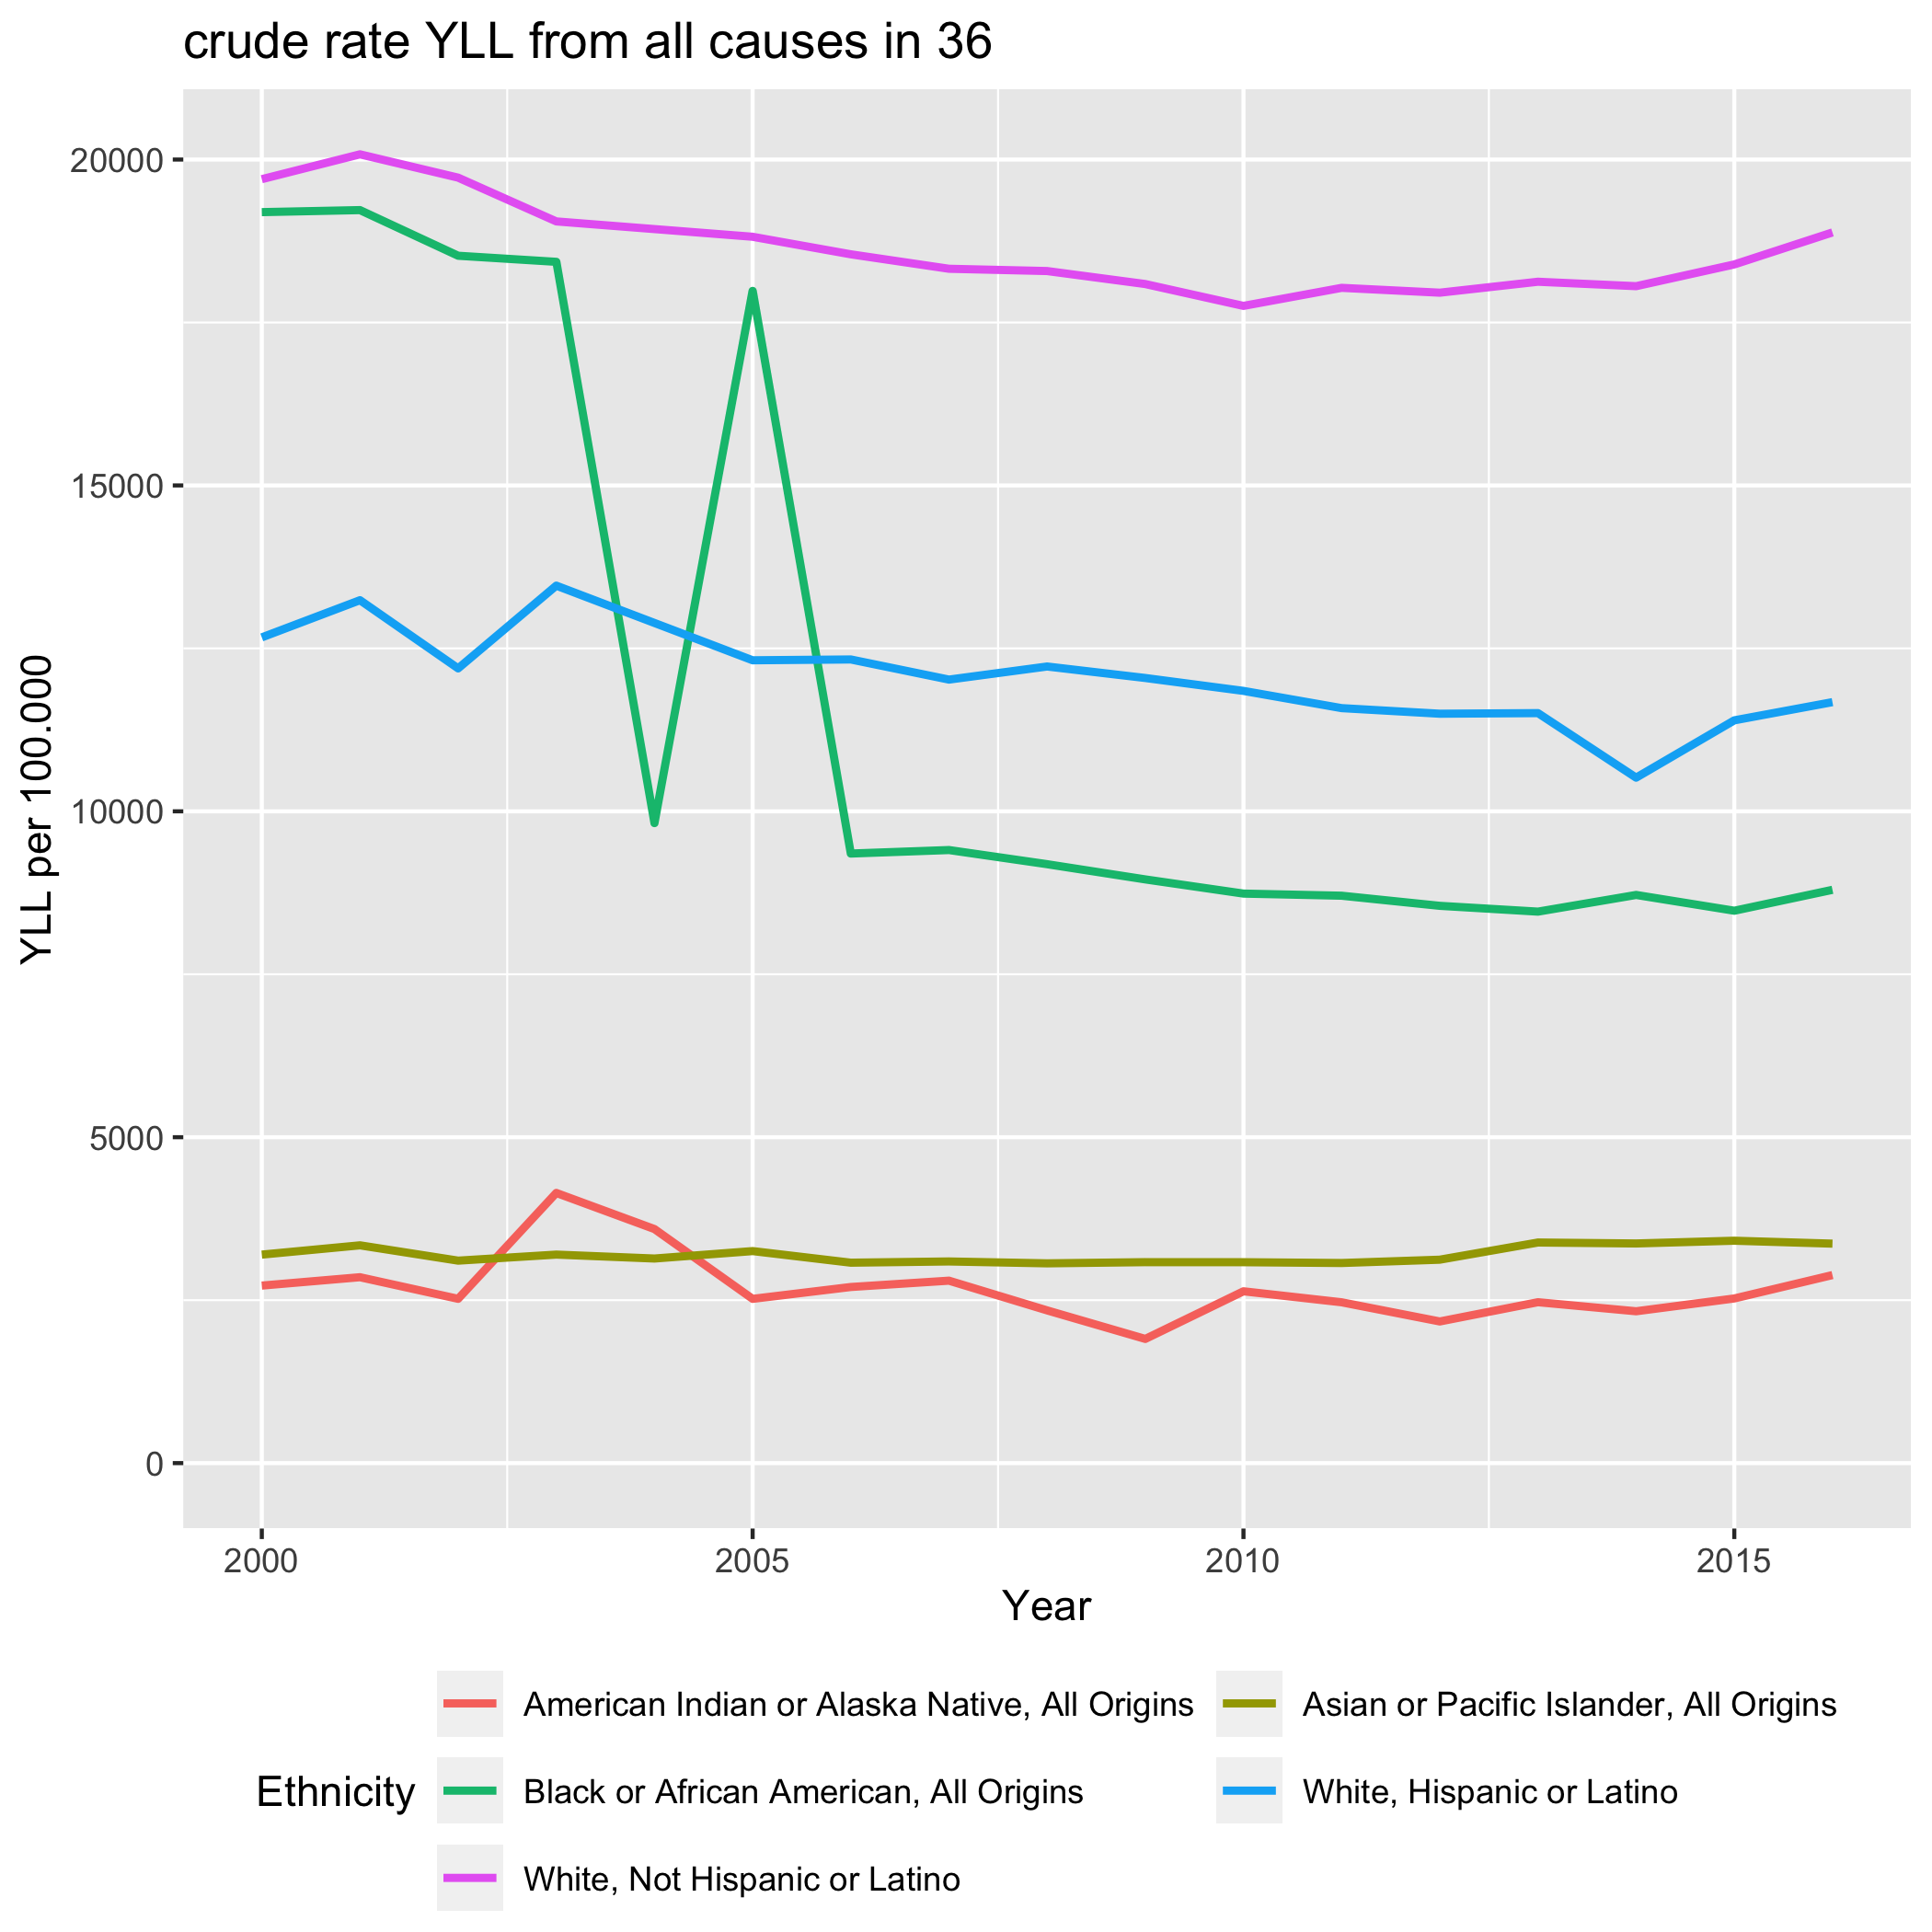 crude rate YLL from all causes in 36
20000
15000
10000
5000
0
YLL per 100.000
2000 2005 2010 2015
Year
Ethnicity
American Indian or Alaska Native, All Origins
Asian or Pacific Islander, All Origins
Black or African American, All Origins
White, Hispanic or Latino
White, Not Hispanic or Latino